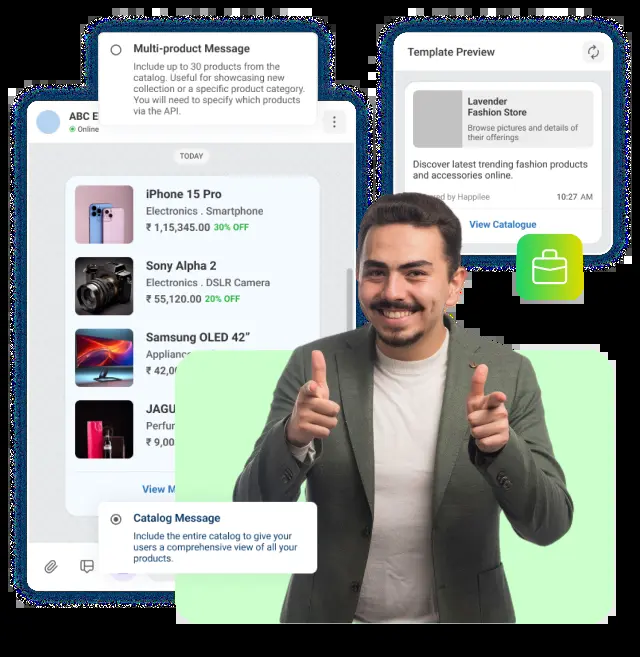 Multi-product Message
Include up to 30 products from the
catalog. Useful for showcasing new
collection or a specific product category.
You will need to specify which products
via the API.
ABC
Online
TODAY
iPhone 15 Pro
Electronics . Smartphone
₹ 1,15,345.00 30% OFF
Sony Alpha 2
Electronics . DSLR Camera
₹ 55,120.00 20% OFF
Samsung OLED 42”
₹ 42,0
JAGU
Perfu
₹ 9,00
View M
Catalog Message
Include the entire catalog to give your
users a comprehensive view of all your
products.
Template Preview
Lavender
Fashion Store
Browse pictures and details of
their offerings
Discover latest trending fashion products
and accessories online.
by Happilee
10:27 AM
View Catalogue